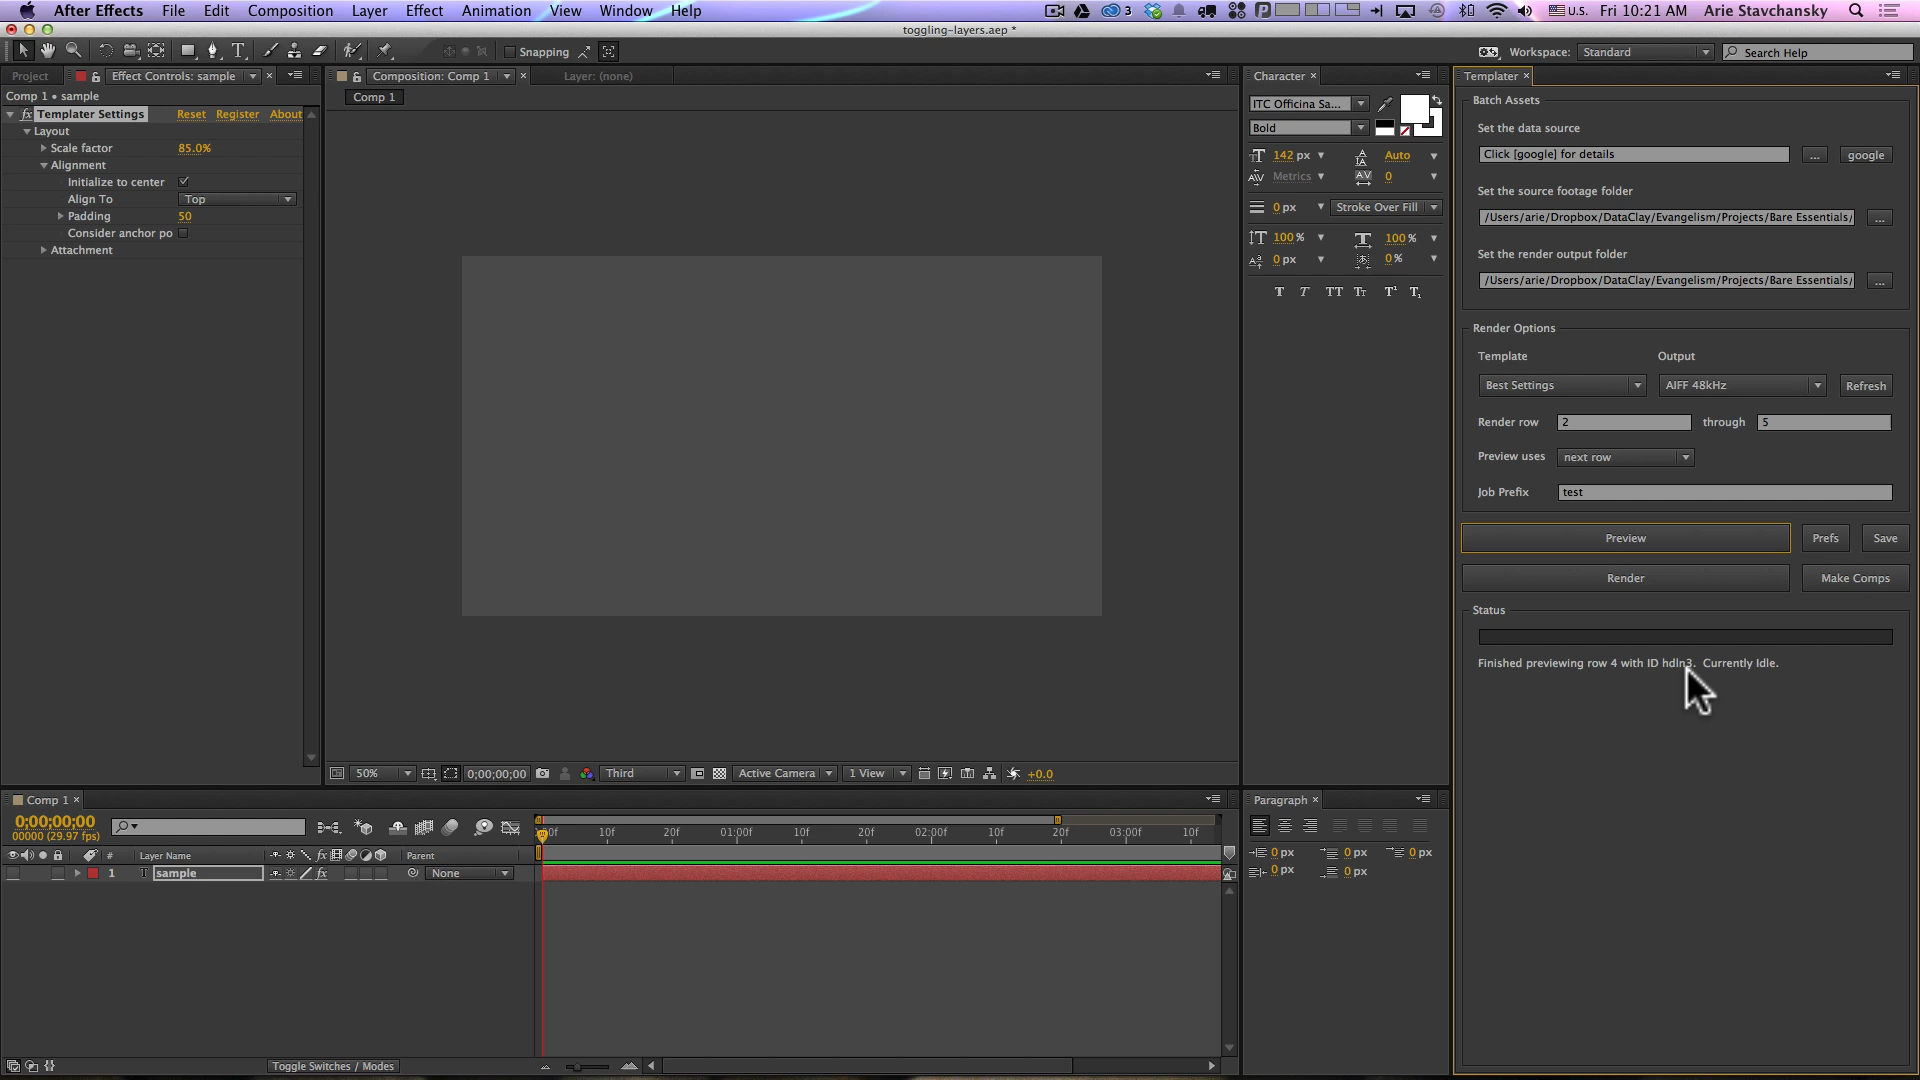 After Effects File Edit Composition Layer Effect Animation View Window Help 3 U.S. Fri 10:21 AM Arie Stavchansky
toggling-layers.aep *
Snapping Workspace: Standard Search Help
Project Effect Controls: sample × Composition: Comp 1 × Layer: (none) Character × Templater ×
Comp 1 • sample
Comp 1
Templater Settings Reset Register About
Layout
Scale factor 85.0%
Alignment
Initialize to center
Align To Top
Padding 50
Consider anchor po
Attachment
ITC Officina Sa...
Bold
142 px Auto
Metrics 0
0 px Stroke Over Fill
100 % 100 %
0 px 0 %
T T TT Tt T¹ T₁
Batch Assets
Set the data source
Click [google] for details ... google
Set the source footage folder
/Users/arie/Dropbox/DataClay/Evangelism/Projects/Bare Essentials/ ...
Set the render output folder
/Users/arie/Dropbox/DataClay/Evangelism/Projects/Bare Essentials/ ...
Render Options
Template Output
Best Settings AIFF 48kHz Refresh
Render row 2 through 5
Preview uses next row
Job Prefix test
Preview Prefs Save
Render Make Comps
Status
Finished previewing row 4 with ID hdln3. Currently Idle.
50% 0;00;00;00 Third Active Camera 1 View +0.0
Comp 1 ×
0;00;00;00
00000 (29.97 fps)
0f 10f 20f 01:00f 10f 20f 02:00f 10f 20f 03:00f 10f
# Layer Name fx Parent
1 T sample fx None
Toggle Switches / Modes
Paragraph ×
0 px 0 px 0 px
0 px 0 px